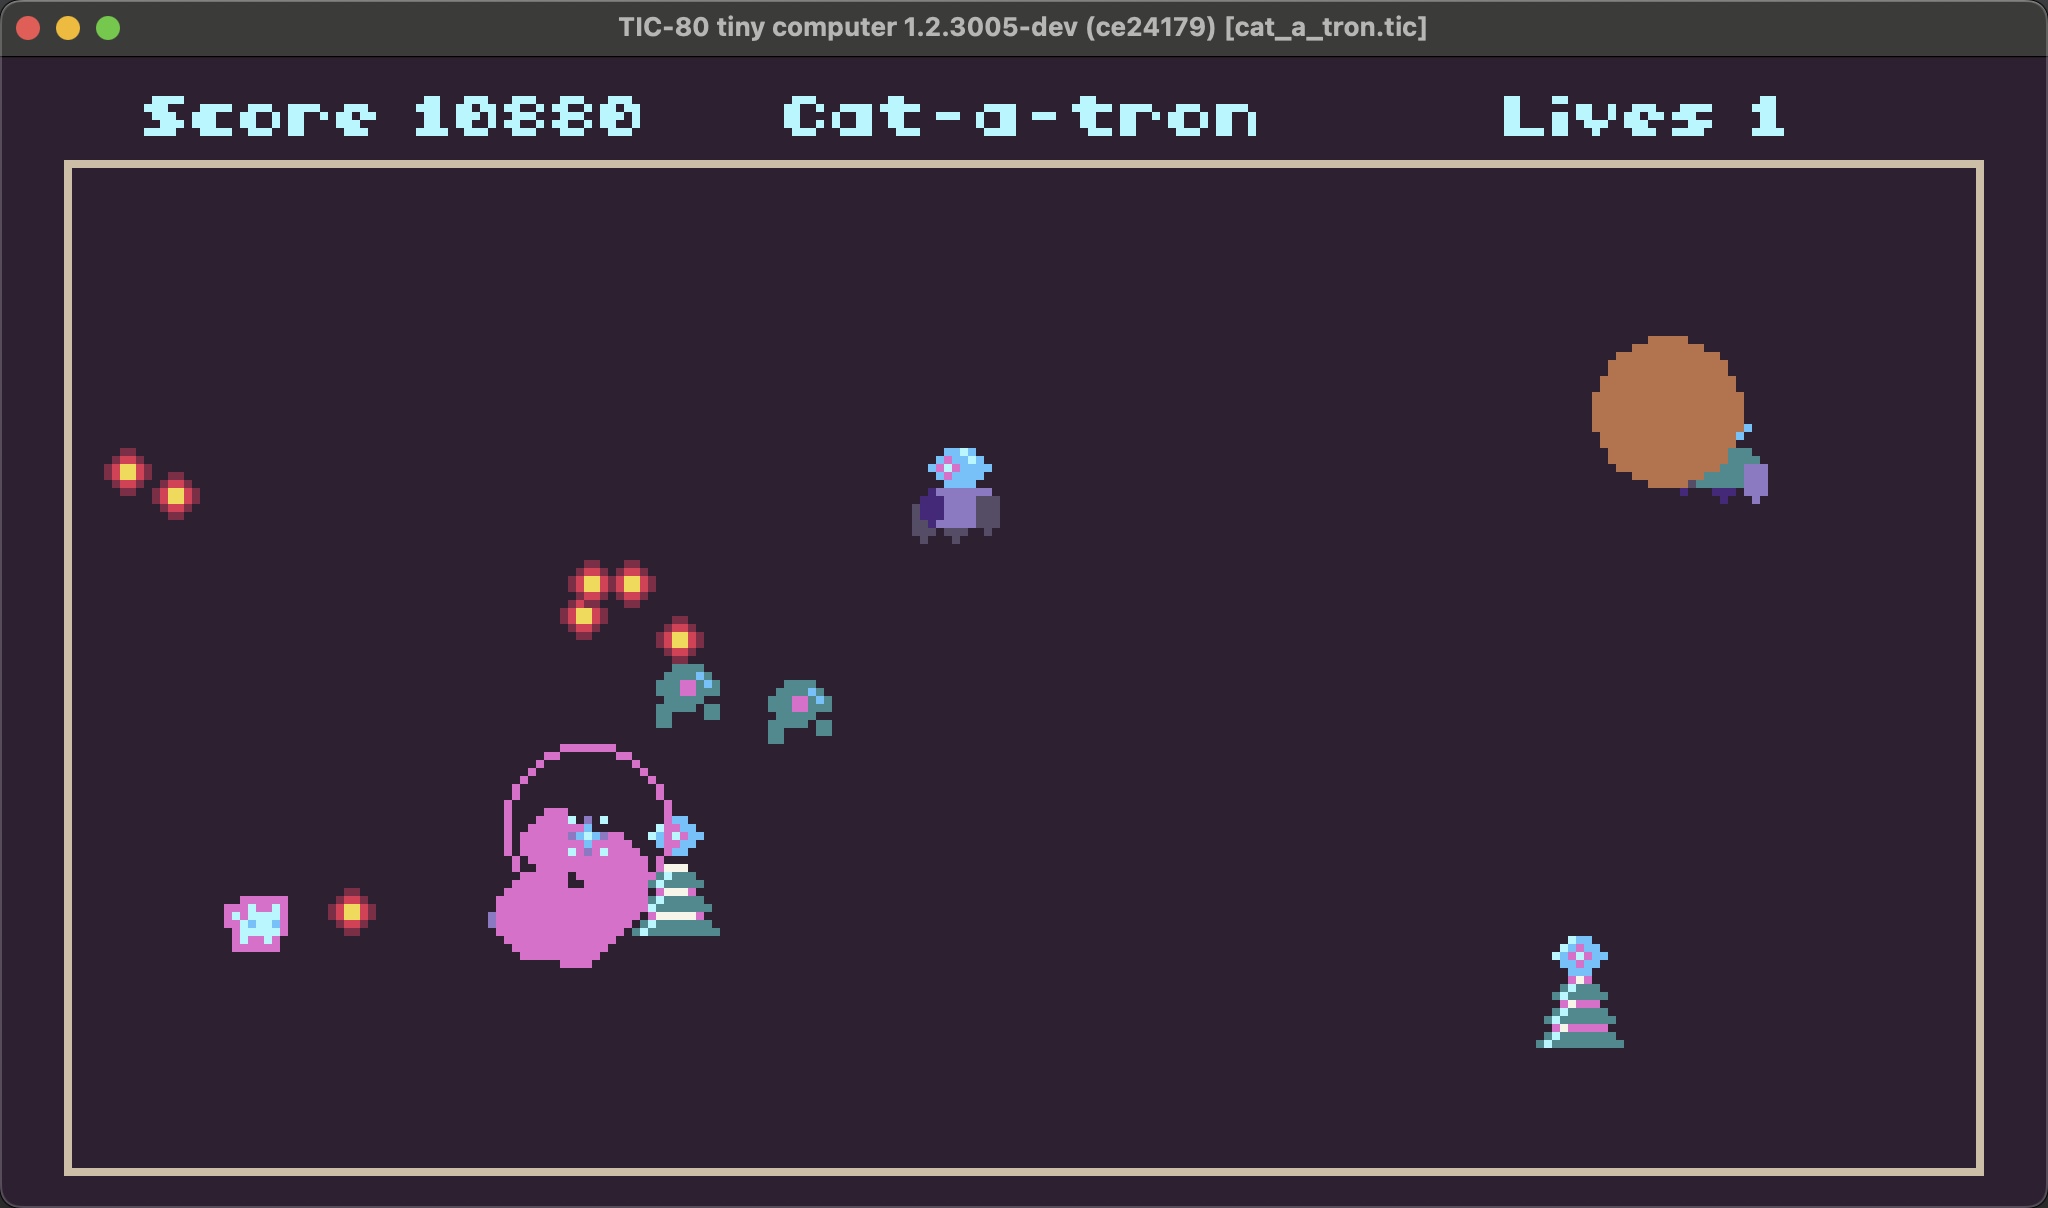 TIC-80 tiny computer 1.2.3005-dev (ce24179) [cat_a_tron.tic]
Score 10880 Cat-a-tron Lives 1